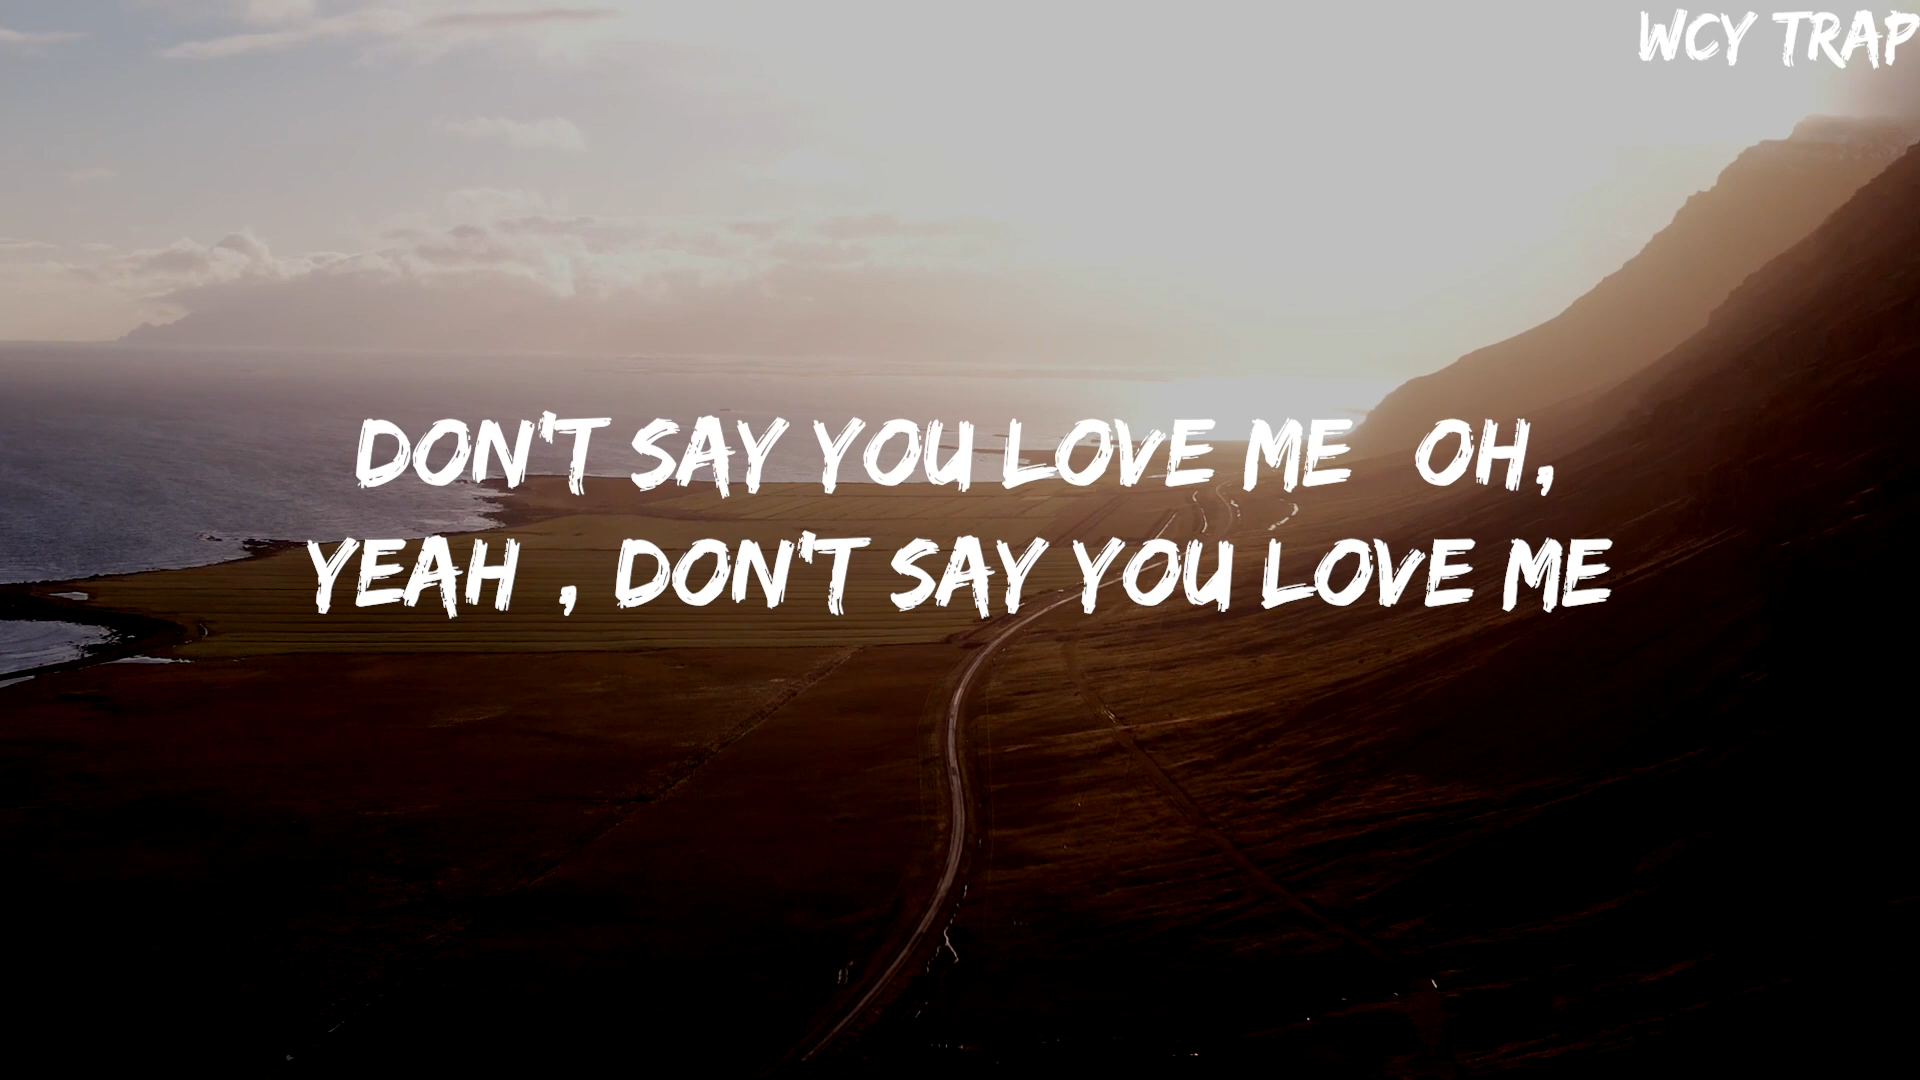 WCY TRAP
DON'T SAY YOU LOVE ME OH,
YEAH , DON'T SAY YOU LOVE ME